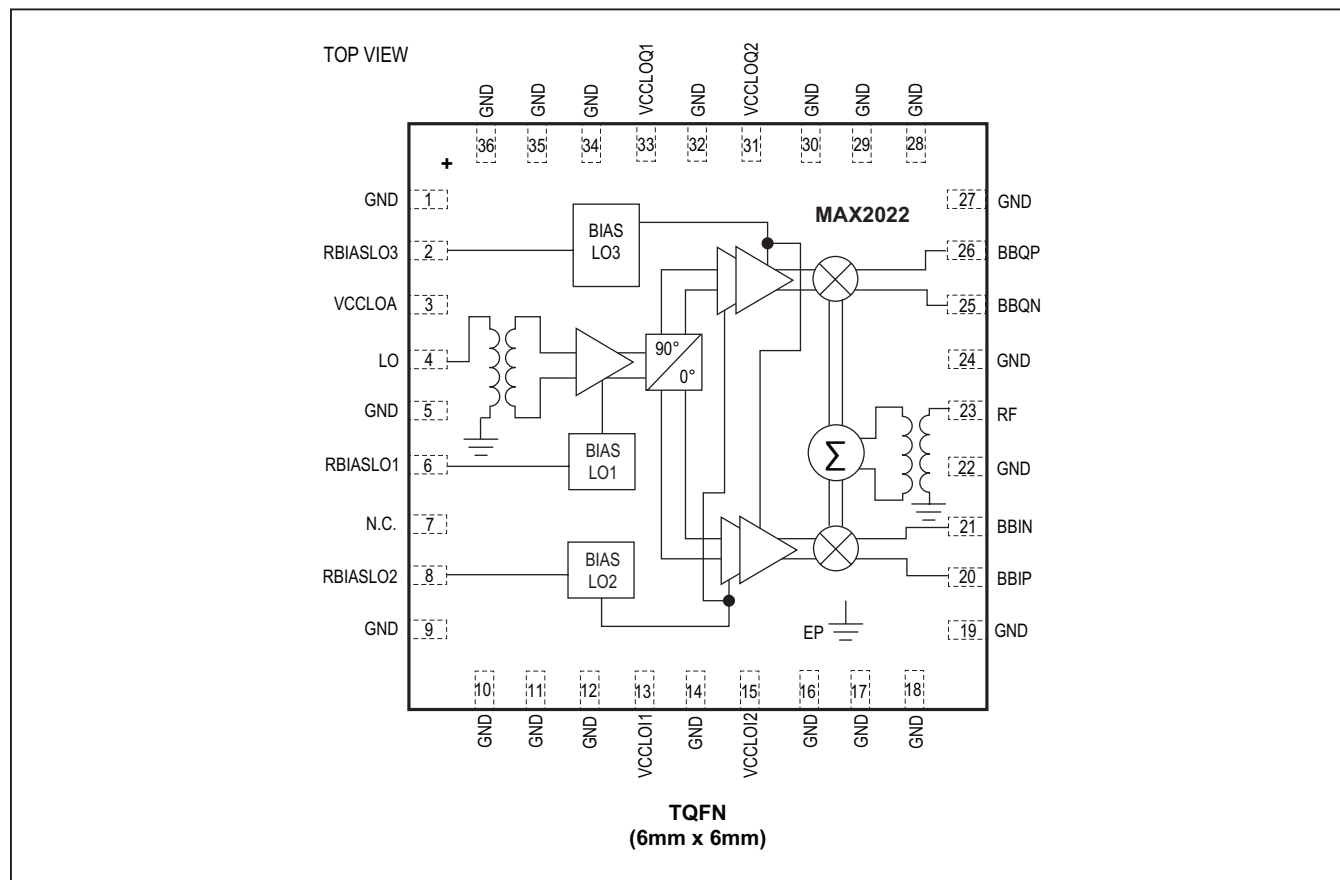 TOP VIEW
GND
GND
GND
VCCLOQ1
GND
VCCLOQ2
GND
GND
GND
36
35
34
33
32
31
30
29
28
+
MAX2022
GND
1
RBIASLO3
2
VCCLOA
3
LO
4
GND
5
RBIASLO1
6
N.C.
7
RBIASLO2
8
GND
9
BIAS
LO3
90°
0°
BIAS
LO1
BIAS
LO2
Σ
EP
27
GND
26
BBQP
25
BBQN
24
GND
23
RF
22
GND
21
BBIN
20
BBIP
19
GND
10
11
12
13
14
15
16
17
18
GND
GND
GND
VCCLOI1
GND
VCCLOI2
GND
GND
GND
TQFN
(6mm x 6mm)